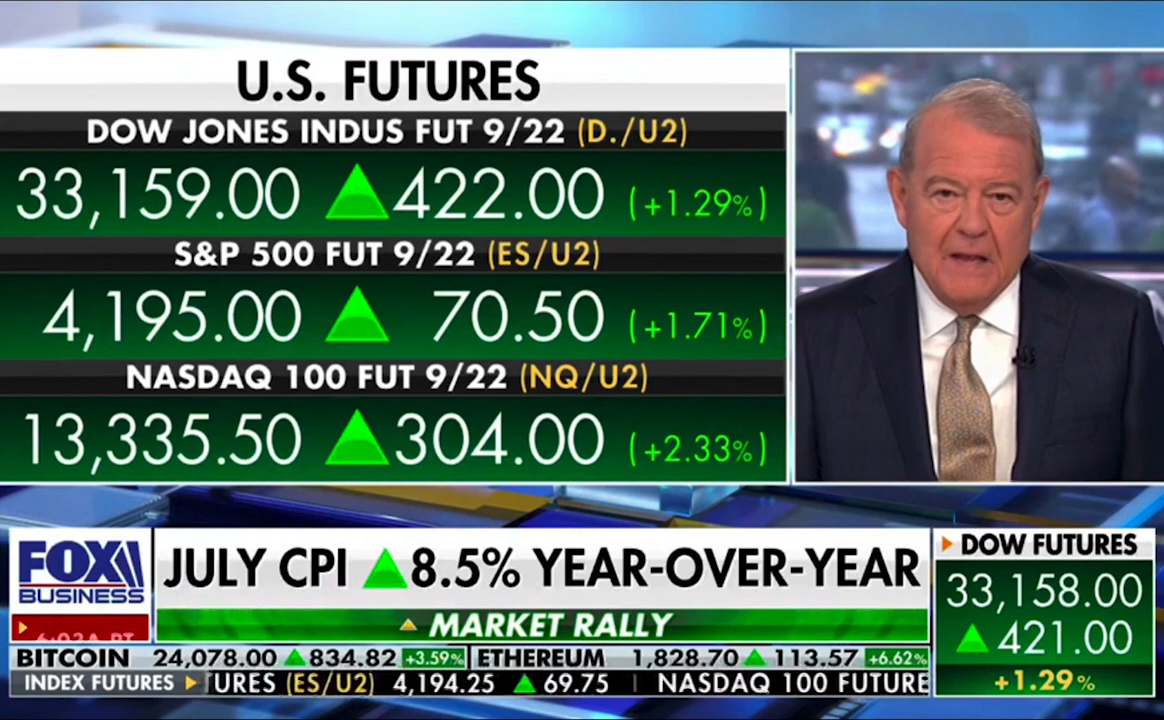 U.S. FUTURES
DOW JONES INDUS FUT 9/22 (D./U2)
33,159.00 ▲ 422.00 (+1.29%)
S&P 500 FUT 9/22 (ES/U2)
4,195.00 ▲ 70.50 (+1.71%)
NASDAQ 100 FUT 9/22 (NQ/U2)
13,335.50 ▲ 304.00 (+2.33%)
FOX BUSINESS
JULY CPI ▲ 8.5% YEAR-OVER-YEAR
▲ MARKET RALLY
DOW FUTURES
33,158.00
▲ 421.00
+1.29%
BITCOIN 24,078.00 ▲ 834.82 +3.59% ETHEREUM 1,828.70 ▲ 113.57 +6.62%
INDEX FUTURES URES (ES/U2) 4,194.25 ▲ 69.75 NASDAQ 100 FUTURE